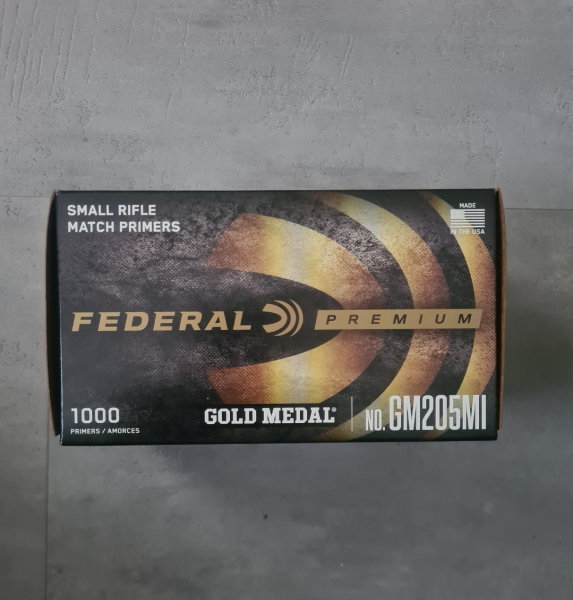 SMALL RIFLE
MATCH PRIMERS
MADE
IN THE USA
FEDERAL PREMIUM
1000
PRIMERS / AMORCES
GOLD MEDAL®
NO. GM205MI